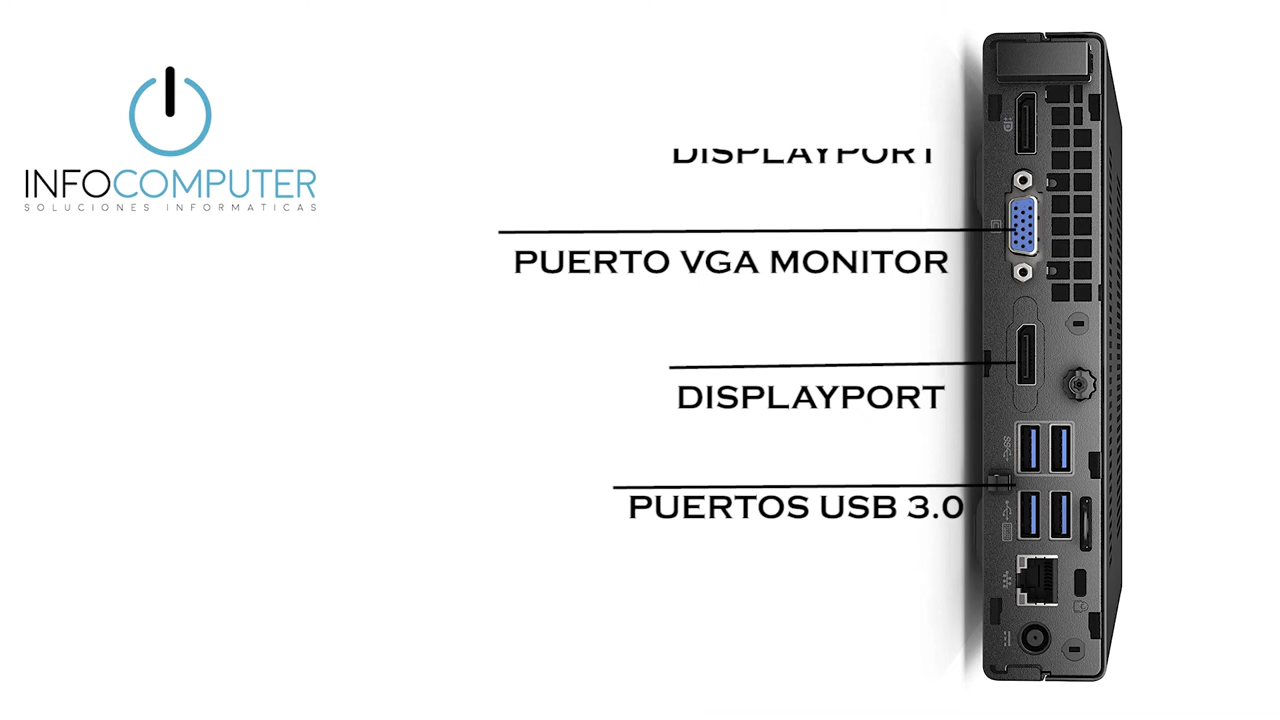 INFOCOMPUTER
SOLUCIONES INFORMATICAS
DISPLAYPORT
PUERTO VGA MONITOR
DISPLAYPORT
PUERTOS USB 3.0